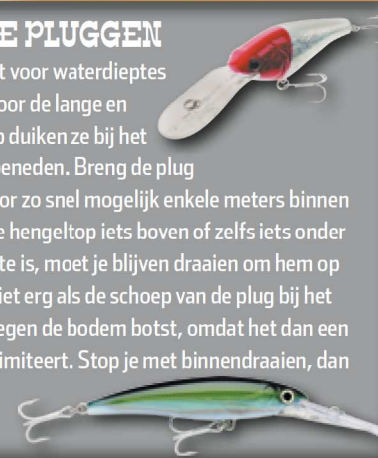 E PLUGGEN
t voor waterdieptes
oor de lange en
o duiken ze bij het
eneden. Breng de plug
or zo snel mogelijk enkele meters binnen
e hengeltop iets boven of zelfs iets onder
te is, moet je blijven draaien om hem op
iet erg als de schoep van de plug bij het
egen de bodem botst, omdat het dan een
imiteert. Stop je met binnendraaien, dan